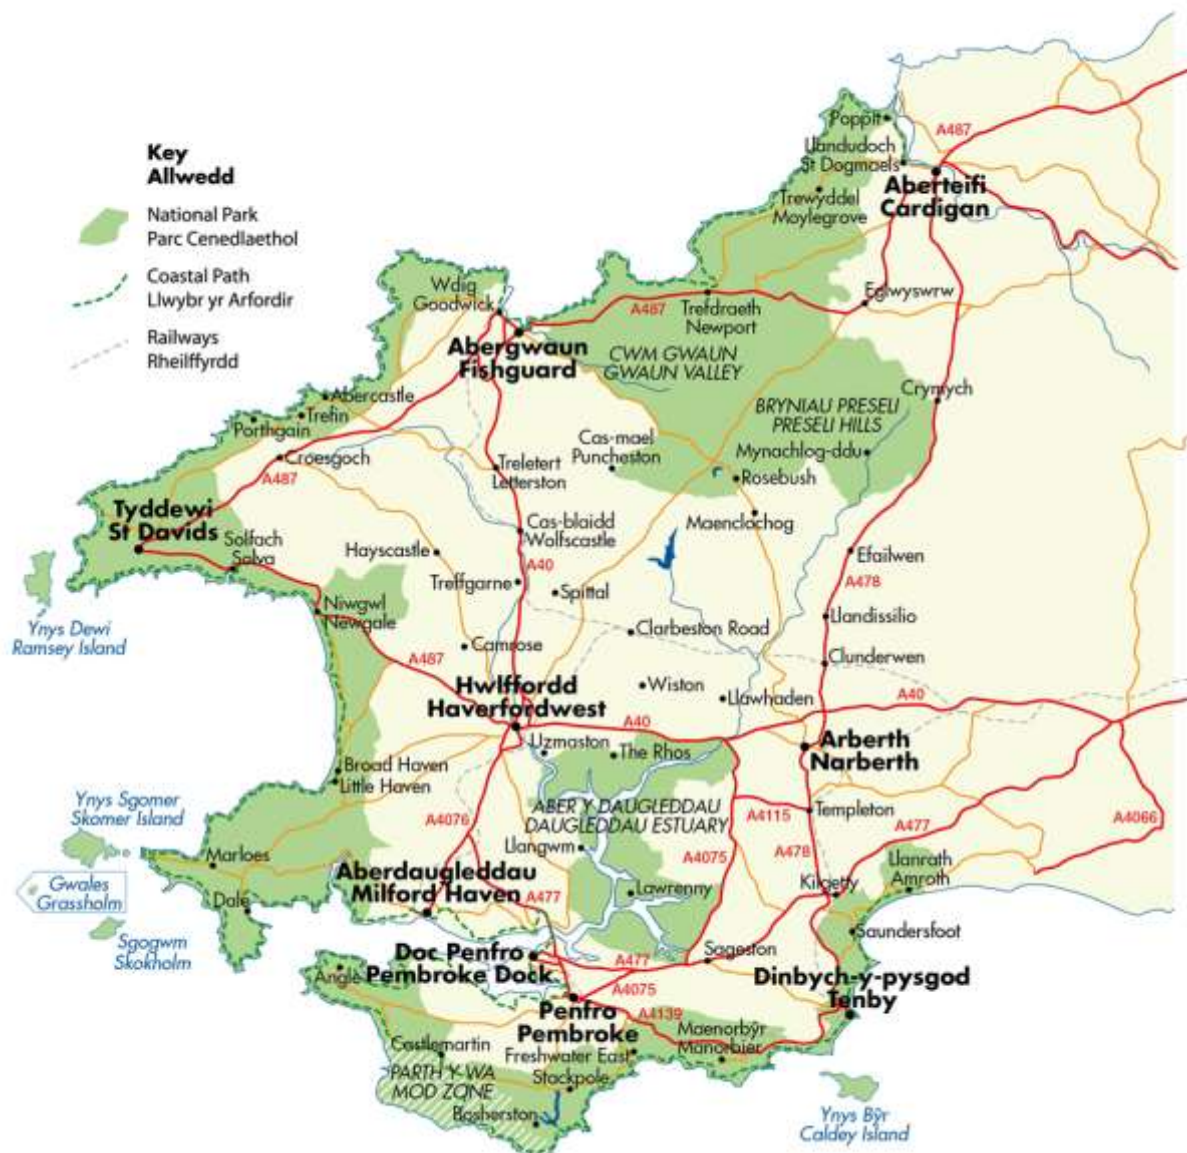 Key
Allwedd
National Park
Parc Cenedlaethol
Coastal Path
Llwybr yr Arfordir
Railways
Rheilffyrdd
Poppit
Llandudoch
St Dogmaels
A487
Aberteifi
Cardigan
Trewyddel
Moylegrove
Wdig
Goodwick
Eglwyswrw
A487
Trefdraeth
Newport
Abergwaun
Fishguard
CWM GWAUN
GWAUN VALLEY
Crymych
Abercastle
Trefin
Porthgain
BRYNIAU PRESELI
PRESELI HILLS
Cas-mael
Puncheston
Mynachlog-ddu
Croesgoch
Treletert
Letterston
Rosebush
A487
Tyddewi
St Davids
Maenclochog
Cas-blaidd
Wolfscastle
Solfach
Solva
Hayscastle
Efailwen
A40
Treffgarne
Spittal
A478
Niwgwl
Newgale
Llandissilio
Ynys Dewi
Ramsey Island
Clarbeston Road
Camrose
A487
Clunderwen
Hwlffordd
Haverfordwest
Wiston
Llawhaden
A40
A40
Uzmaston
The Rhos
Arberth
Narberth
Broad Haven
Little Haven
Ynys Sgomer
Skomer Island
ABER Y DAUGLEDDAU
DAUGLEDDAU ESTUARY
Templeton
A4076
A4115
A477
A4066
Llangwm
A478
A4075
Marloes
Llanrath
Amroth
Aberdaugleddau
Milford Haven
Gwales
Grassholm
Kilgetty
Lawrenny
A477
Dale
Sgogwm
Skokholm
Saundersfoot
Doc Penfro
Pembroke Dock
A477
Sageston
Angle
A4075
Dinbych-y-pysgod
Tenby
Penfro
Pembroke
A4139
Maenorbŷr
Manorbier
Castlemartin
Freshwater East
PARTH Y WA
MOD ZONE
Stackpole
Bosherston
Ynys Bŷr
Caldey Island